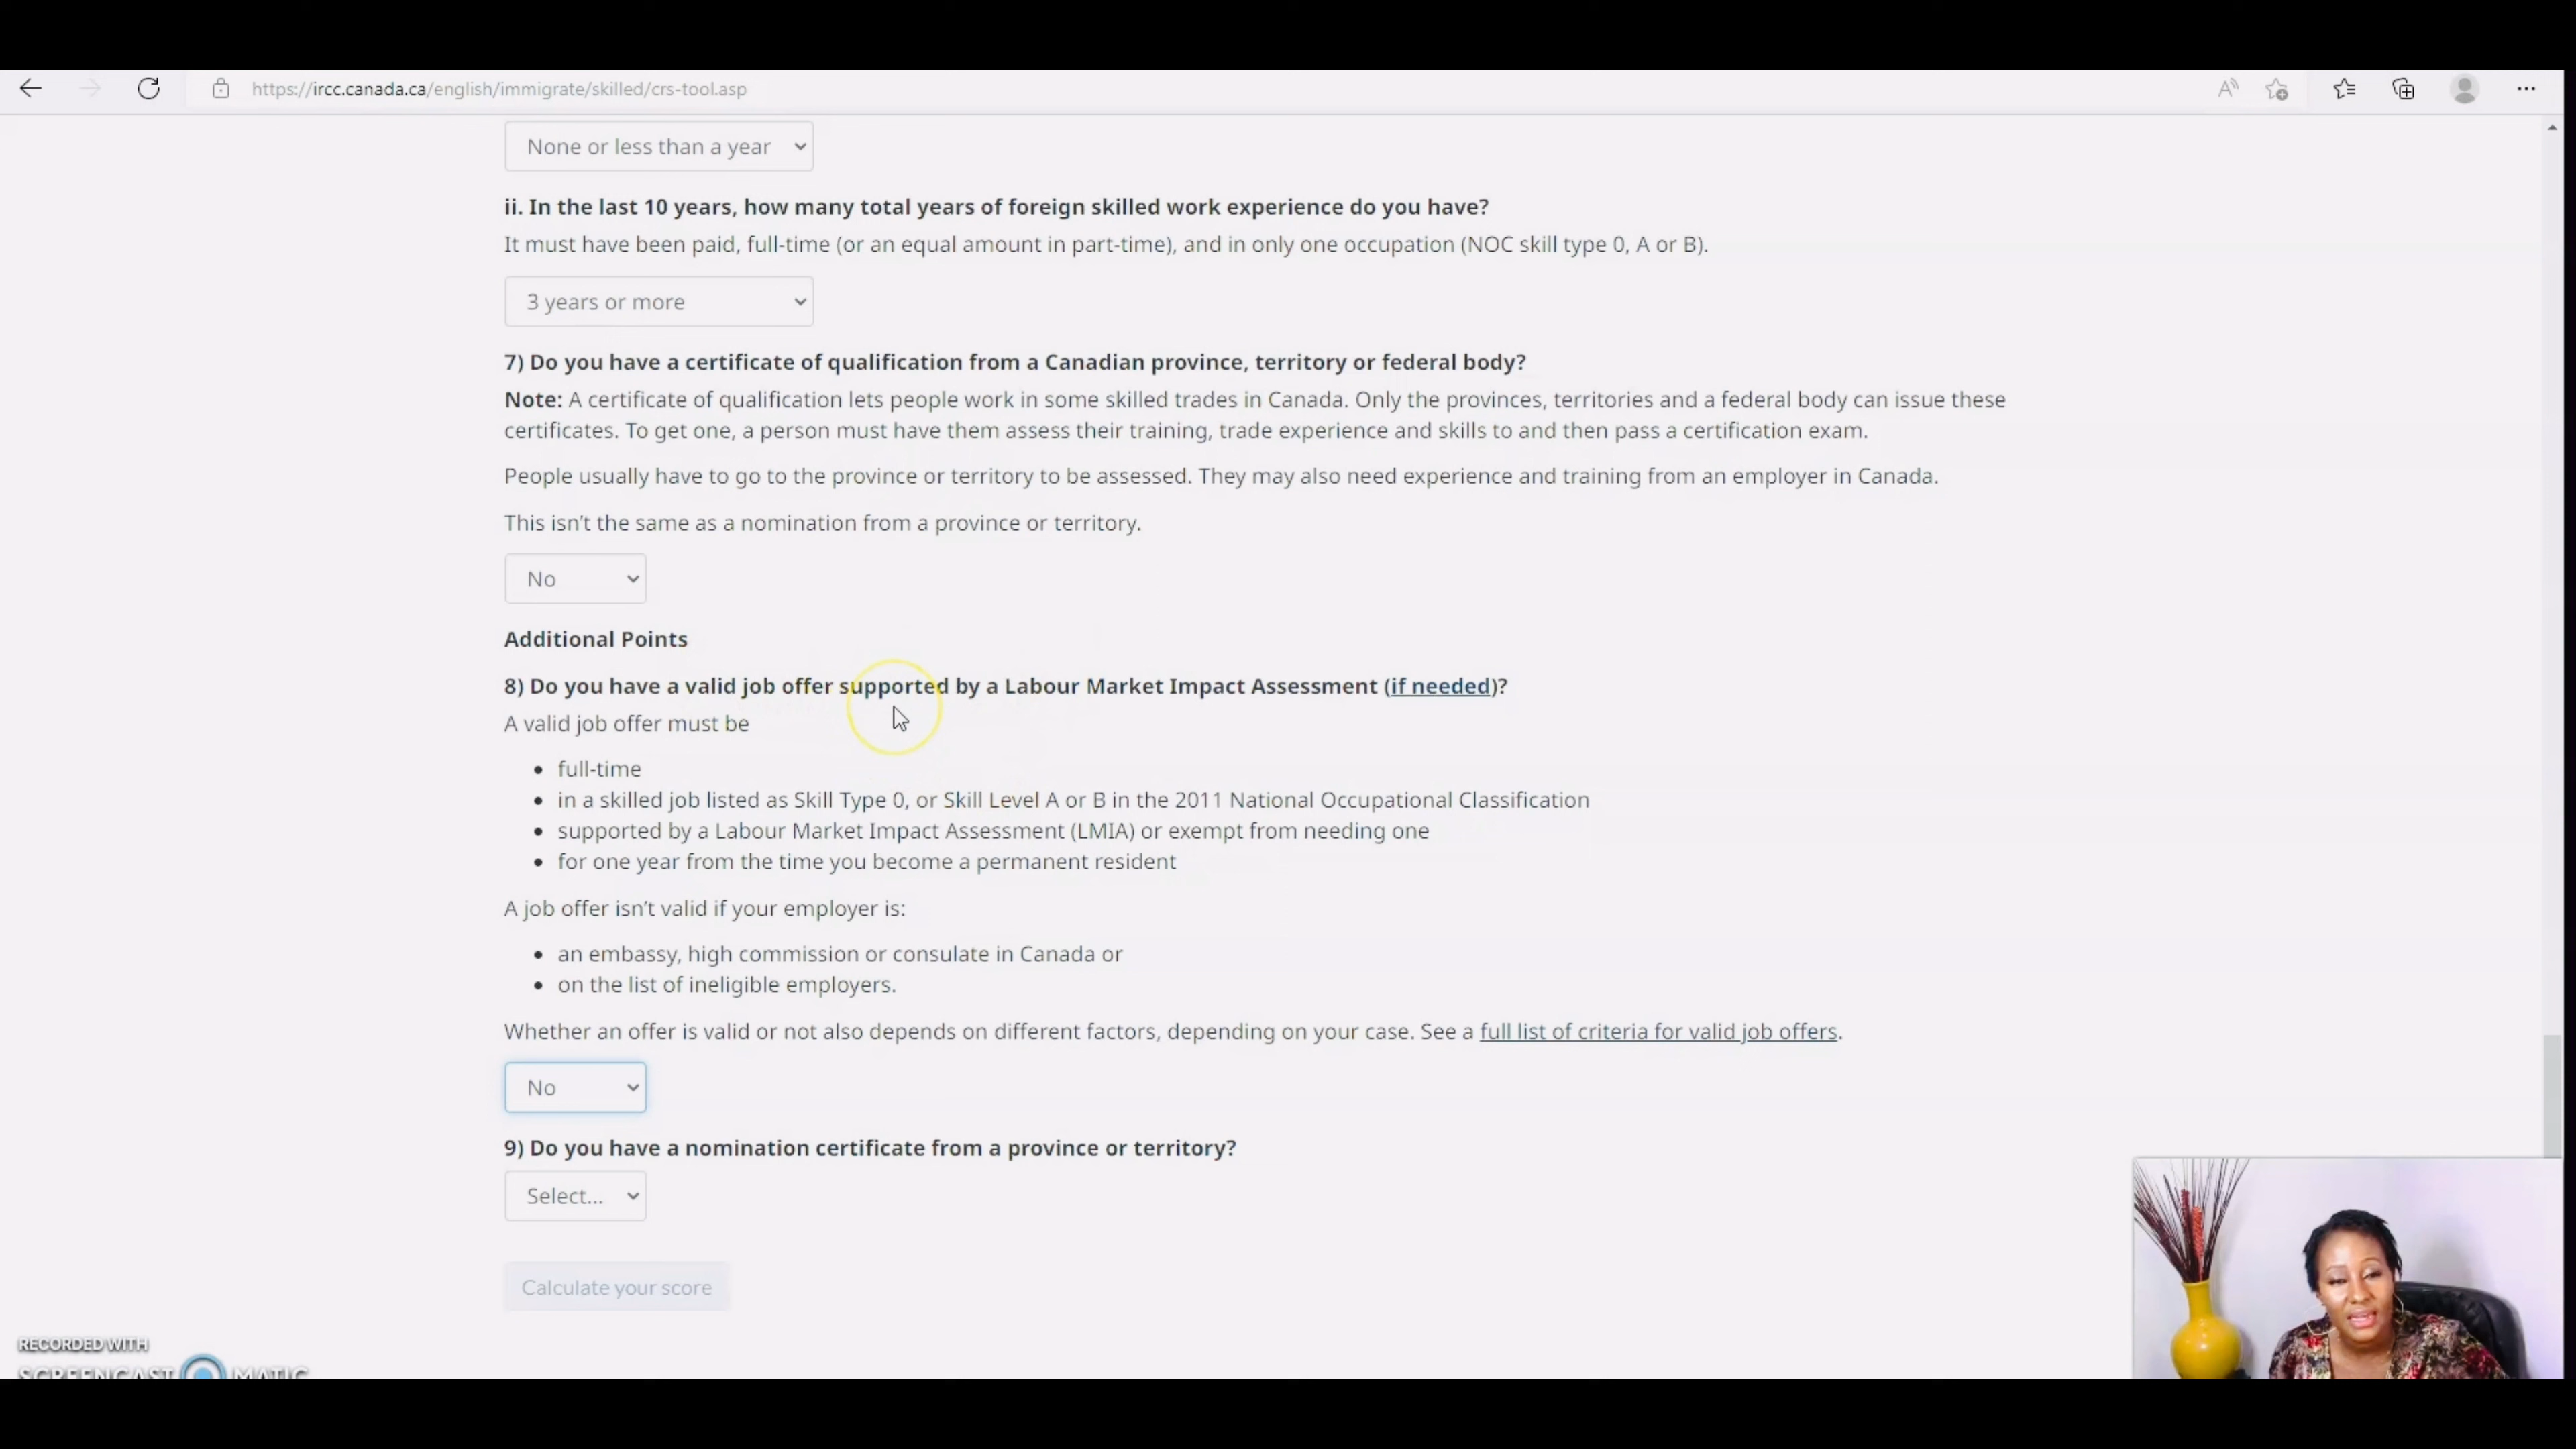 https://ircc.canada.ca/english/immigrate/skilled/crs-tool.asp
None or less than a year
ii. In the last 10 years, how many total years of foreign skilled work experience do you have?
It must have been paid, full-time (or an equal amount in part-time), and in only one occupation (NOC skill type 0, A or B).
3 years or more
7) Do you have a certificate of qualification from a Canadian province, territory or federal body?
Note: A certificate of qualification lets people work in some skilled trades in Canada. Only the provinces, territories and a federal body can issue these
certificates. To get one, a person must have them assess their training, trade experience and skills to and then pass a certification exam.
People usually have to go to the province or territory to be assessed. They may also need experience and training from an employer in Canada.
This isn't the same as a nomination from a province or territory.
No
Additional Points
8) Do you have a valid job offer supported by a Labour Market Impact Assessment (if needed)?
A valid job offer must be
• full-time
• in a skilled job listed as Skill Type 0, or Skill Level A or B in the 2011 National Occupational Classification
• supported by a Labour Market Impact Assessment (LMIA) or exempt from needing one
• for one year from the time you become a permanent resident
A job offer isn't valid if your employer is:
• an embassy, high commission or consulate in Canada or
• on the list of ineligible employers.
Whether an offer is valid or not also depends on different factors, depending on your case. See a full list of criteria for valid job offers.
No
9) Do you have a nomination certificate from a province or territory?
Select...
Calculate your score
RECORDED WITH
SCREENCAST MATIC